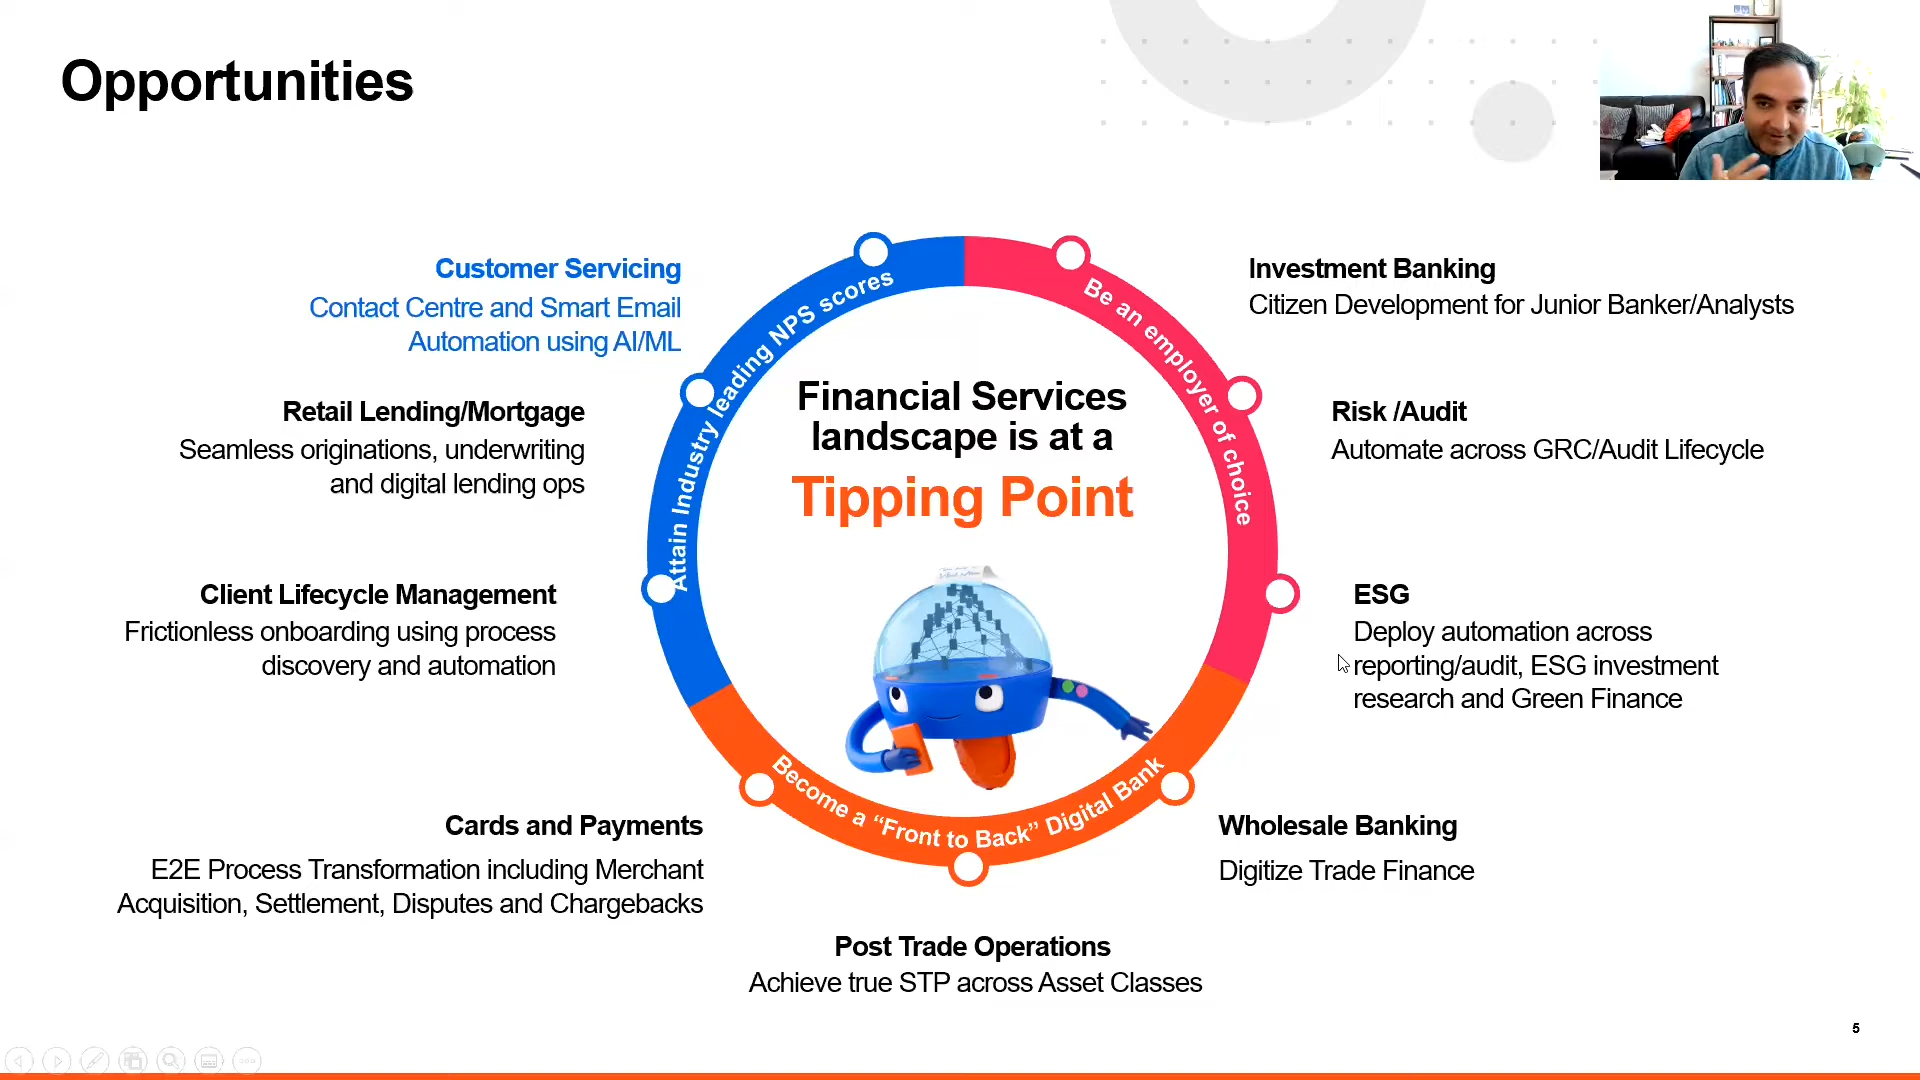 Opportunities
Customer Servicing
Contact Centre and Smart Email
Automation using AI/ML
Retail Lending/Mortgage
Seamless originations, underwriting
and digital lending ops
Client Lifecycle Management
Frictionless onboarding using process
discovery and automation
Cards and Payments
E2E Process Transformation including Merchant
Acquisition, Settlement, Disputes and Chargebacks
Attain Industry leading NPS scores
Be an employer of choice
Become a “Front to Back” Digital Bank
Financial Services
landscape is at a
Tipping Point
Investment Banking
Citizen Development for Junior Banker/Analysts
Risk /Audit
Automate across GRC/Audit Lifecycle
ESG
Deploy automation across
reporting/audit, ESG investment
research and Green Finance
Wholesale Banking
Digitize Trade Finance
Post Trade Operations
Achieve true STP across Asset Classes
5